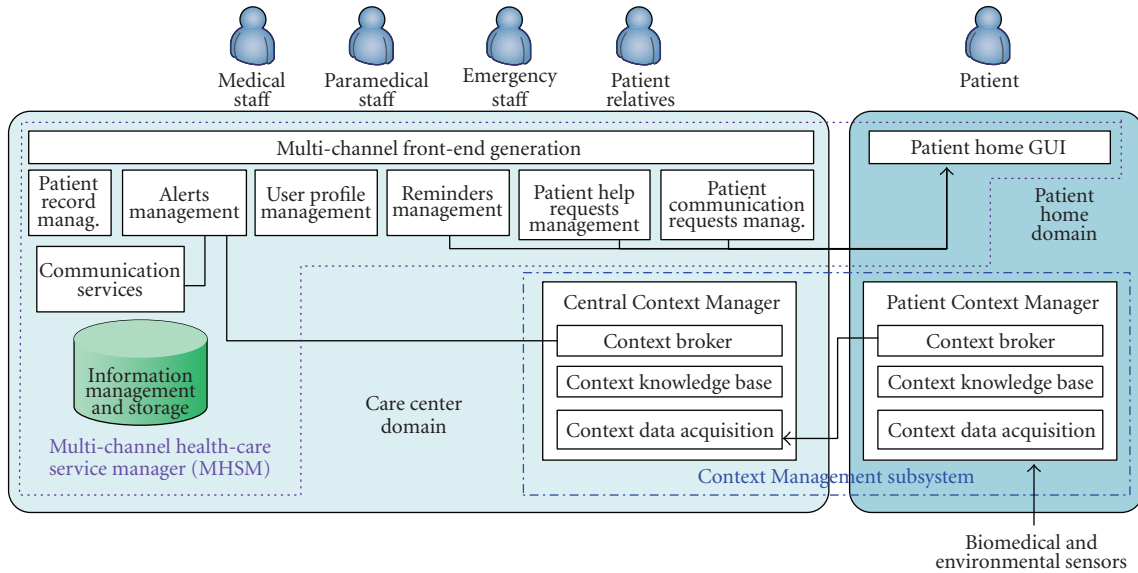 Medical
staff
Paramedical
staff
Emergency
staff
Patient
relatives
Patient
Multi-channel front-end generation
Patient
record
manag.
Alerts
management
User profile
management
Reminders
management
Patient help
requests
management
Patient
communication
requests manag.
Patient home GUI
Patient
home
domain
Communication
services
Information
management
and storage
Multi-channel health-care
service manager (MHSM)
Care center
domain
Central Context Manager
Context broker
Context knowledge base
Context data acquisition
Patient Context Manager
Context broker
Context knowledge base
Context data acquisition
Context Management subsystem
Biomedical and
environmental sensors